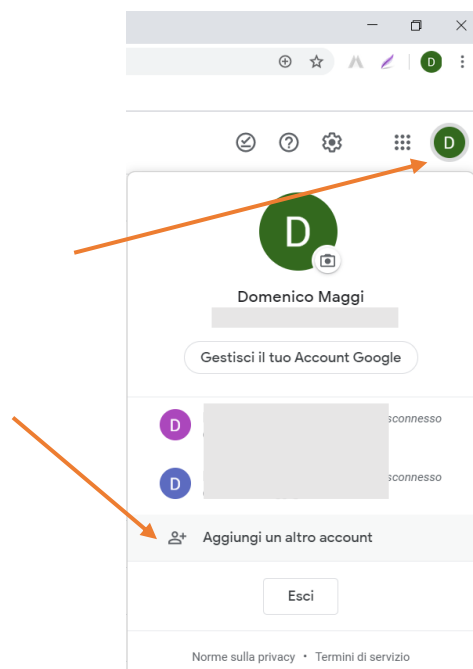 D
D
D
Domenico Maggi
Gestisci il tuo Account Google
D
sconnesso
D
sconnesso
Aggiungi un altro account
Esci
Norme sulla privacy • Termini di servizio